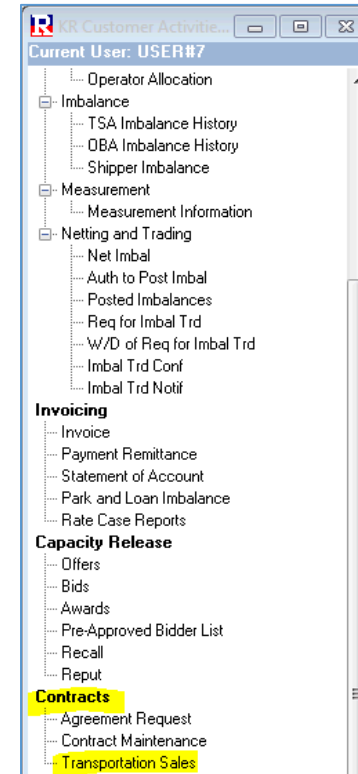 KR Customer Activitie...
Current User: USER#7
Operator Allocation
Imbalance
TSA Imbalance History
OBA Imbalance History
Shipper Imbalance
Measurement
Measurement Information
Netting and Trading
Net Imbal
Auth to Post Imbal
Posted Imbalances
Req for Imbal Trd
W/D of Req for Imbal Trd
Imbal Trd Conf
Imbal Trd Notif
Invoicing
Invoice
Payment Remittance
Statement of Account
Park and Loan Imbalance
Rate Case Reports
Capacity Release
Offers
Bids
Awards
Pre-Approved Bidder List
Recall
Reput
Contracts
Agreement Request
Contract Maintenance
Transportation Sales